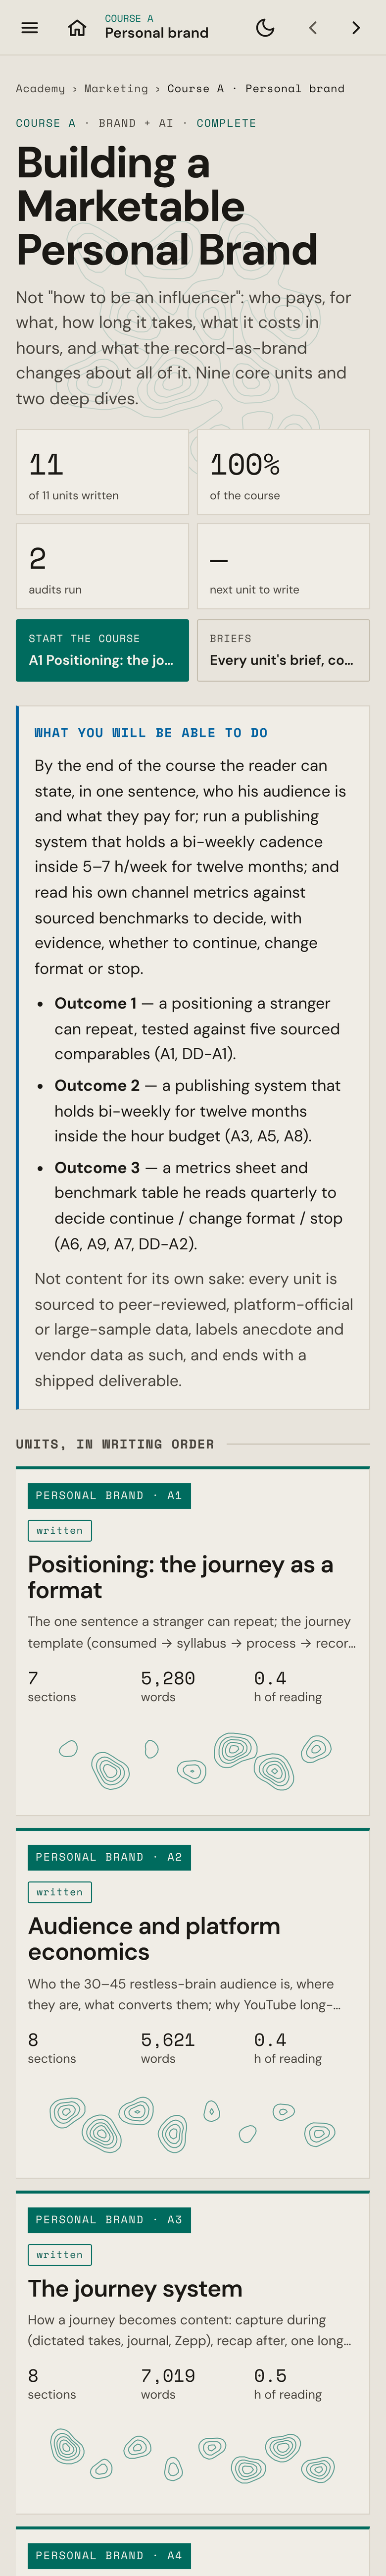 COURSE A
Personal brand
Academy › Marketing › Course A · Personal brand
COURSE A · BRAND + AI · COMPLETE
Building a
Marketable
Personal Brand
Not "how to be an influencer": who pays, for
what, how long it takes, what it costs in
hours, and what the record-as-brand
changes about all of it. Nine core units and
two deep dives.
11
of 11 units written
100%
of the course
2
audits run
—
next unit to write
START THE COURSE
A1 Positioning: the jo…
BRIEFS
Every unit's brief, co…
WHAT YOU WILL BE ABLE TO DO
By the end of the course the reader can
state, in one sentence, who his audience is
and what they pay for; run a publishing
system that holds a bi-weekly cadence
inside 5–7 h/week for twelve months; and
read his own channel metrics against
sourced benchmarks to decide, with
evidence, whether to continue, change
format or stop.
• Outcome 1 — a positioning a stranger
can repeat, tested against five sourced
comparables (A1, DD-A1).
• Outcome 2 — a publishing system that
holds bi-weekly for twelve months
inside the hour budget (A3, A5, A8).
• Outcome 3 — a metrics sheet and
benchmark table he reads quarterly to
decide continue / change format / stop
(A6, A9, A7, DD-A2).
Not content for its own sake: every unit is
sourced to peer-reviewed, platform-official
or large-sample data, labels anecdote and
vendor data as such, and ends with a
shipped deliverable.
UNITS, IN WRITING ORDER
PERSONAL BRAND · A1
written
Positioning: the journey as a
format
The one sentence a stranger can repeat; the journey
template (consumed → syllabus → process → recor…
7
sections
5,280
words
0.4
h of reading
PERSONAL BRAND · A2
written
Audience and platform
economics
Who the 30–45 restless-brain audience is, where
they are, what converts them; why YouTube long-…
8
sections
5,621
words
0.4
h of reading
PERSONAL BRAND · A3
written
The journey system
How a journey becomes content: capture during
(dictated takes, journal, Zepp), recap after, one long…
8
sections
7,019
words
0.5
h of reading
PERSONAL BRAND · A4